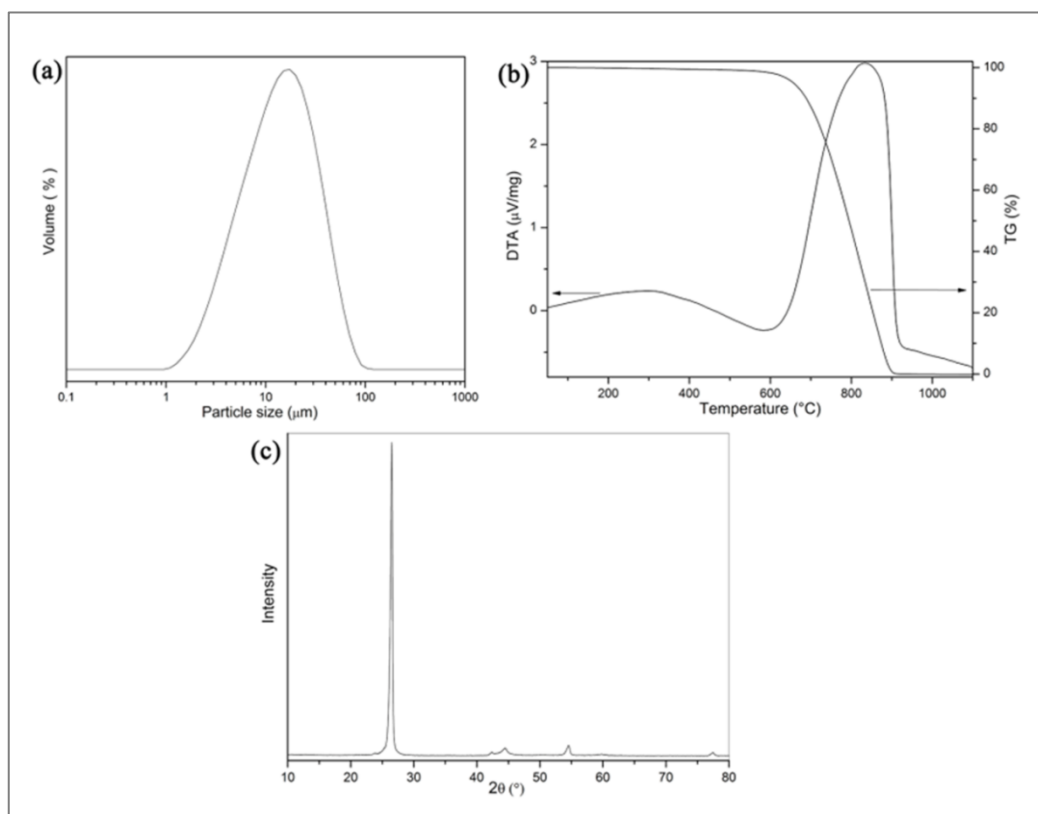 (a)
Volume ( % )
0.1 1 10 100 1000
Particle size (μm)
(b)
3
2
1
0
DTA (μV/mg)
100
80
60
40
20
0
TG (%)
200 400 600 800 1000
Temperature (°C)
(c)
Intensity
10 20 30 40 50 60 70 80
2θ (°)